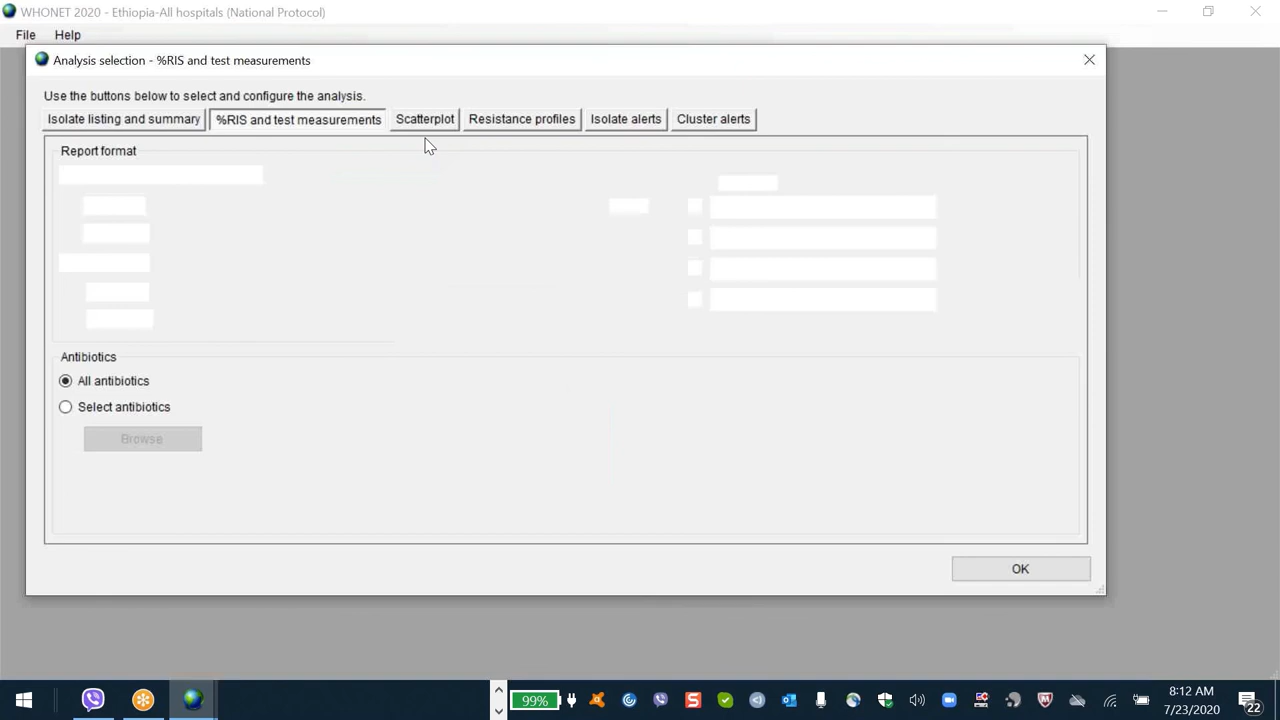 WHONET 2020 - Ethiopia-All hospitals (National Protocol)
File Help
Analysis selection - %RIS and test measurements
Use the buttons below to select and configure the analysis.
Isolate listing and summary %RIS and test measurements Scatterplot Resistance profiles Isolate alerts Cluster alerts
Report format
Antibiotics
All antibiotics
Select antibiotics
Browse
OK
99%
8:12 AM
7/23/2020
22